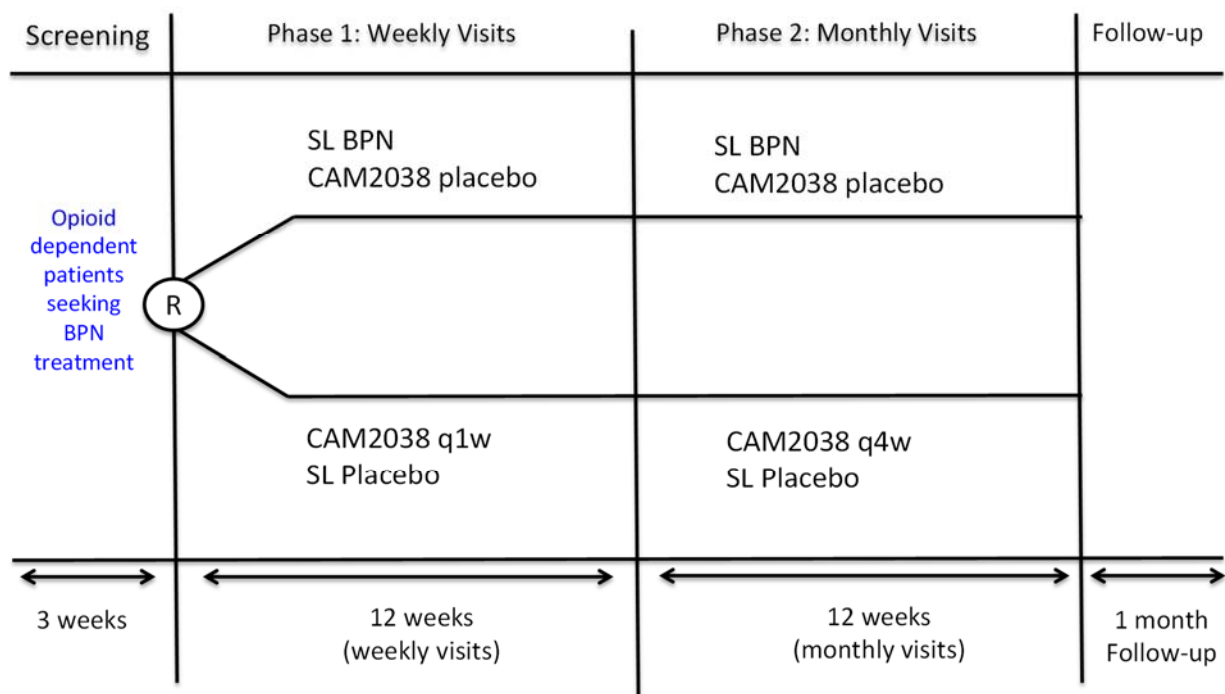 Screening
Phase 1: Weekly Visits
Phase 2: Monthly Visits
Follow-up
SL BPN
CAM2038 placebo
SL BPN
CAM2038 placebo
Opioid
dependent
patients
seeking
BPN
treatment
R
CAM2038 q1w
SL Placebo
CAM2038 q4w
SL Placebo
3 weeks
12 weeks
(weekly visits)
12 weeks
(monthly visits)
1 month
Follow-up